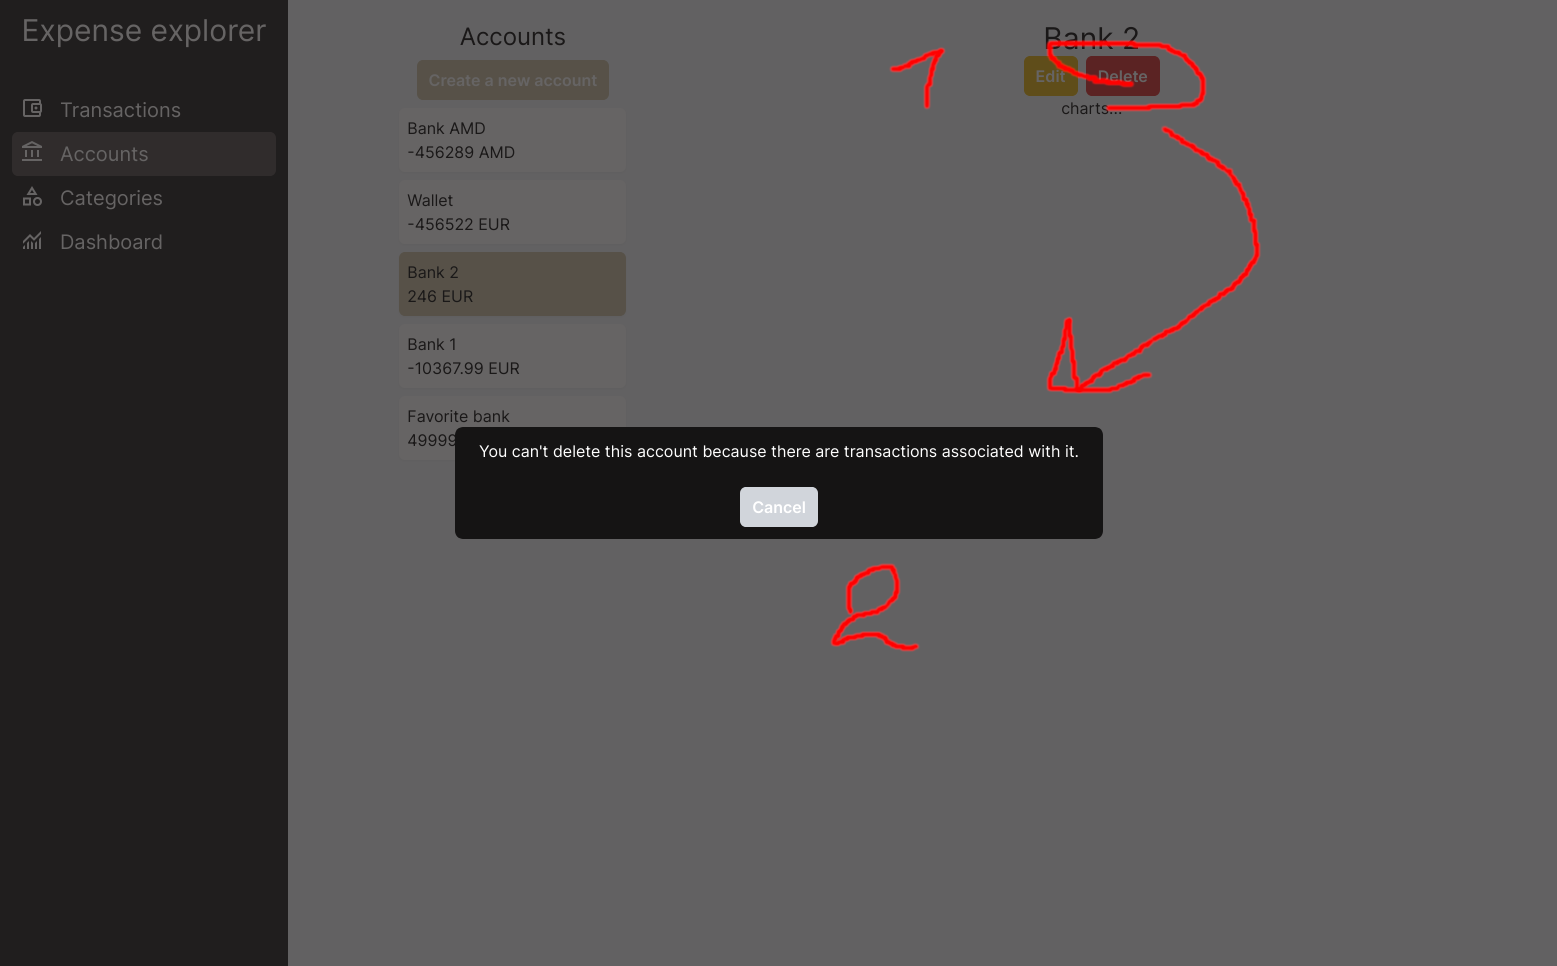 Expense explorer
Transactions
Accounts
Categories
Dashboard
Accounts
Create a new account
Bank AMD
-456289 AMD
Wallet
-456522 EUR
Bank 2
246 EUR
Bank 1
-10367.99 EUR
Favorite bank
49999
1
Bank 2
Edit
Delete
charts...
You can't delete this account because there are transactions associated with it.
Cancel
2